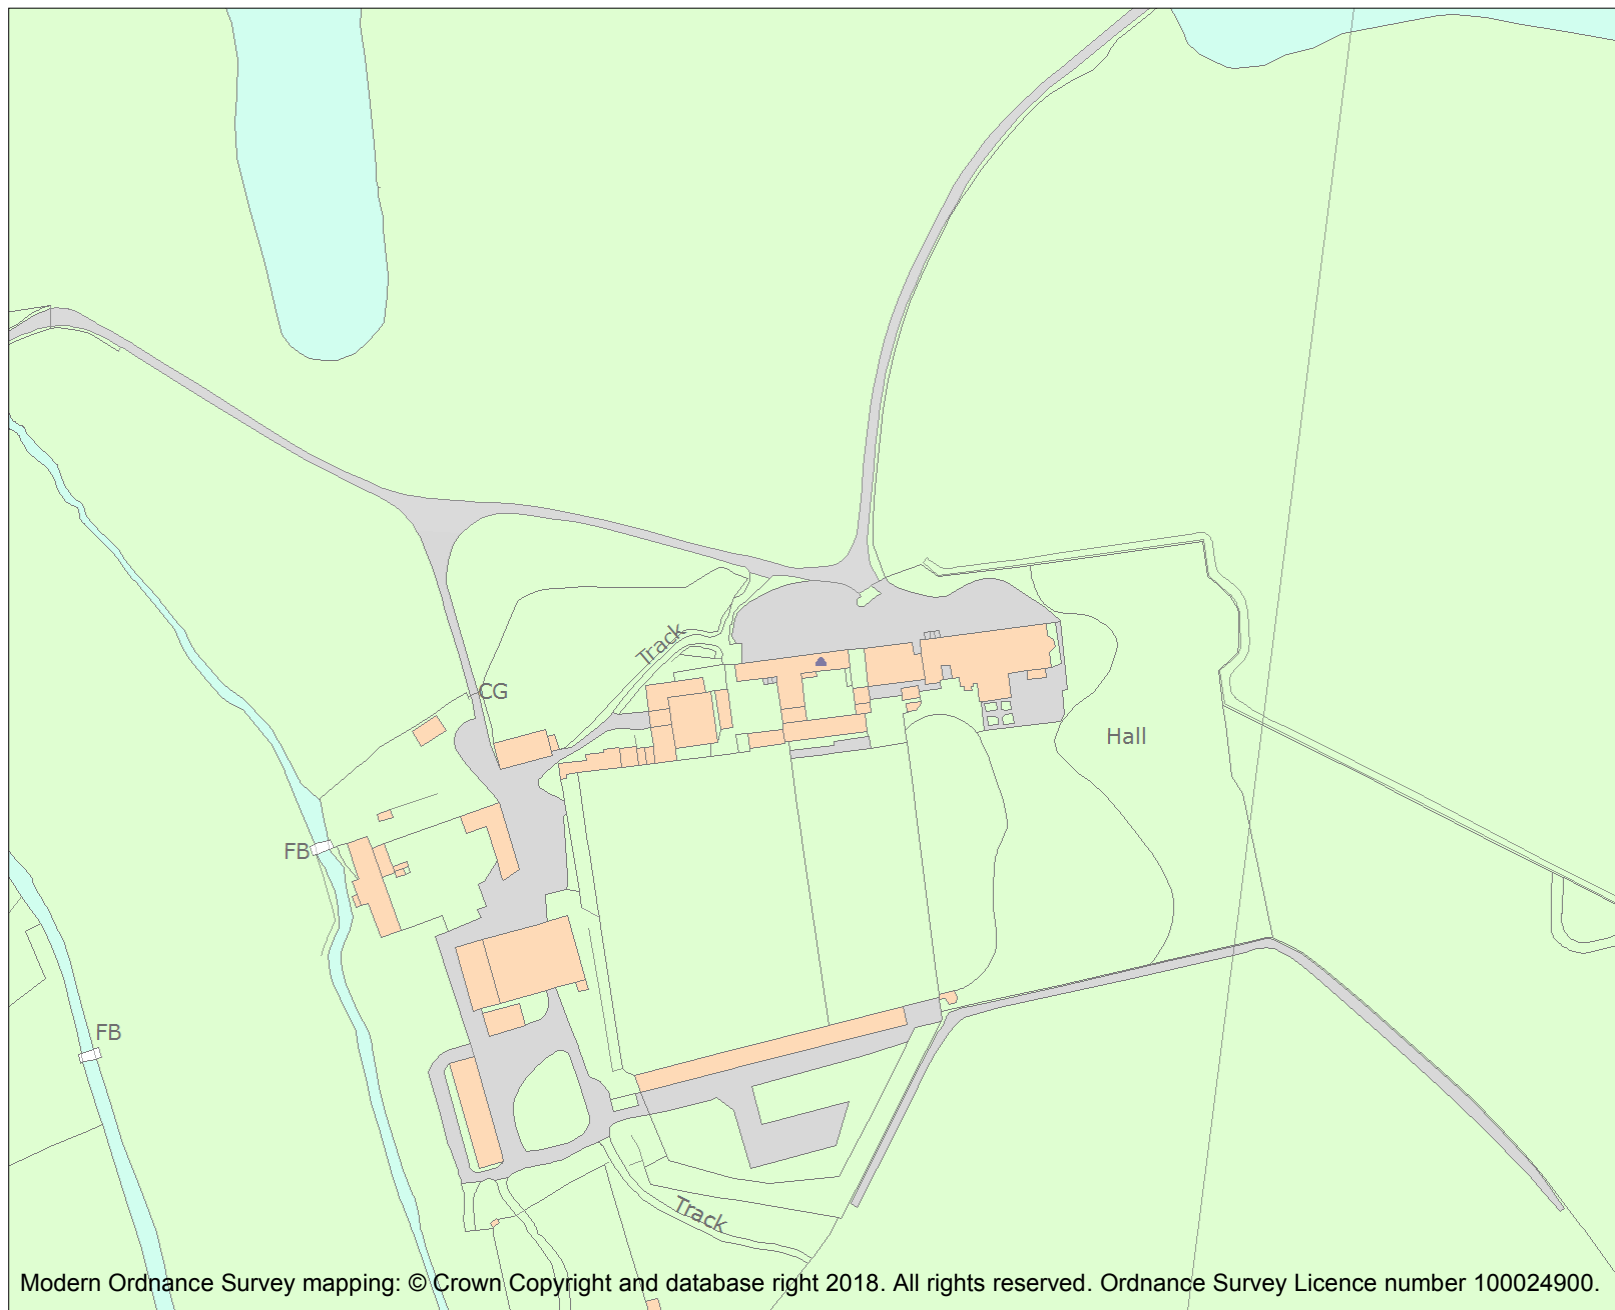 Track
CG
Hall
FB
FB
Track
Modern Ordnance Survey mapping: © Crown Copyright and database right 2018. All rights reserved. Ordnance Survey Licence number 100024900.